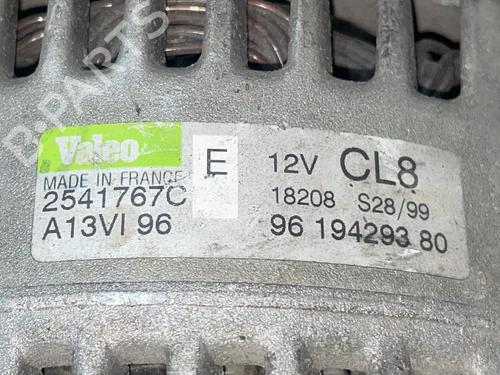 B-PARTS
Valeo
MADE IN FRANCE
E
12V CL8
2541767C
18208 S28/99
A13VI 96
96 194293 80